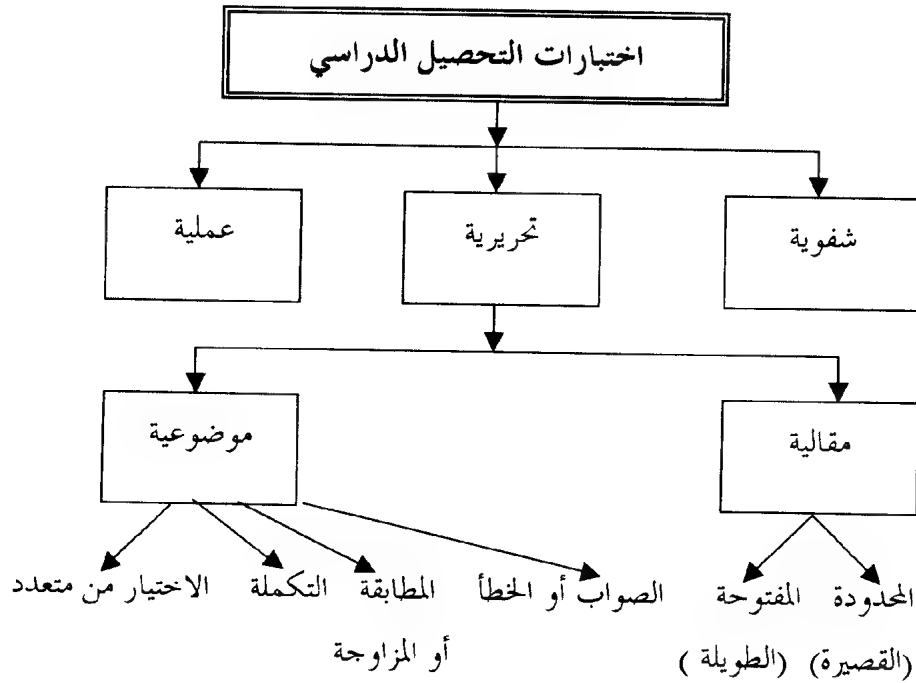 اختبارات التحصيل الدراسي
شفوية
تحريرية
عملية
مقالية
موضوعية
المحدودة
(القصيرة)
المفتوحة
(الطويلة )
الصواب أو الخطأ
المطابقة
أو المزاوجة
التكملة
الاختيار من متعدد